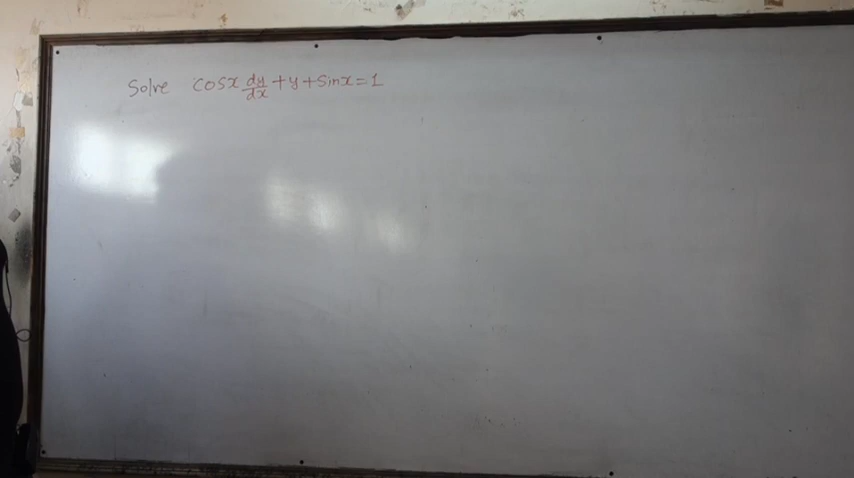 Solve cosx dy/dx + y + sinx = 1